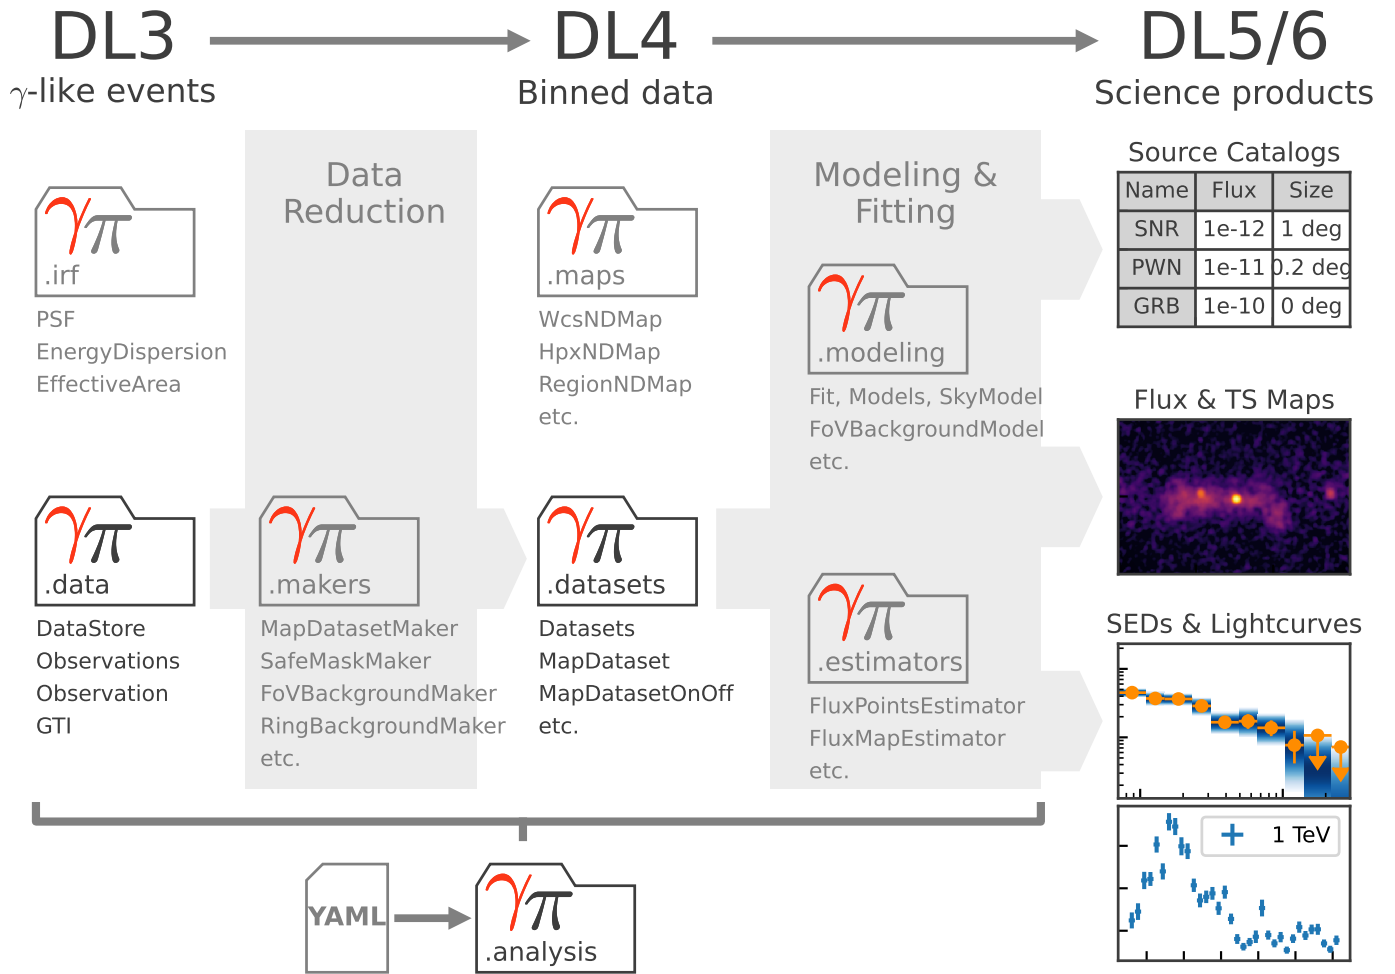 DL3
DL4
DL5/6
γ-like events
Binned data
Science products
Data
Reduction
Modeling &
Fitting
γπ
.irf
PSF
EnergyDispersion
EffectiveArea
γπ
.data
DataStore
Observations
Observation
GTI
γπ
.makers
MapDatasetMaker
SafeMaskMaker
FoVBackgroundMaker
RingBackgroundMaker
etc.
γπ
.maps
WcsNDMap
HpxNDMap
RegionNDMap
etc.
γπ
.datasets
Datasets
MapDataset
MapDatasetOnOff
etc.
γπ
.modeling
Fit, Models, SkyModel
FoVBackgroundModel
etc.
γπ
.estimators
FluxPointsEstimator
FluxMapEstimator
etc.
Source Catalogs
Name Flux Size
SNR 1e-12 1 deg
PWN 1e-11 0.2 deg
GRB 1e-10 0 deg
Flux & TS Maps
SEDs & Lightcurves
1 TeV
YAML
γπ
.analysis